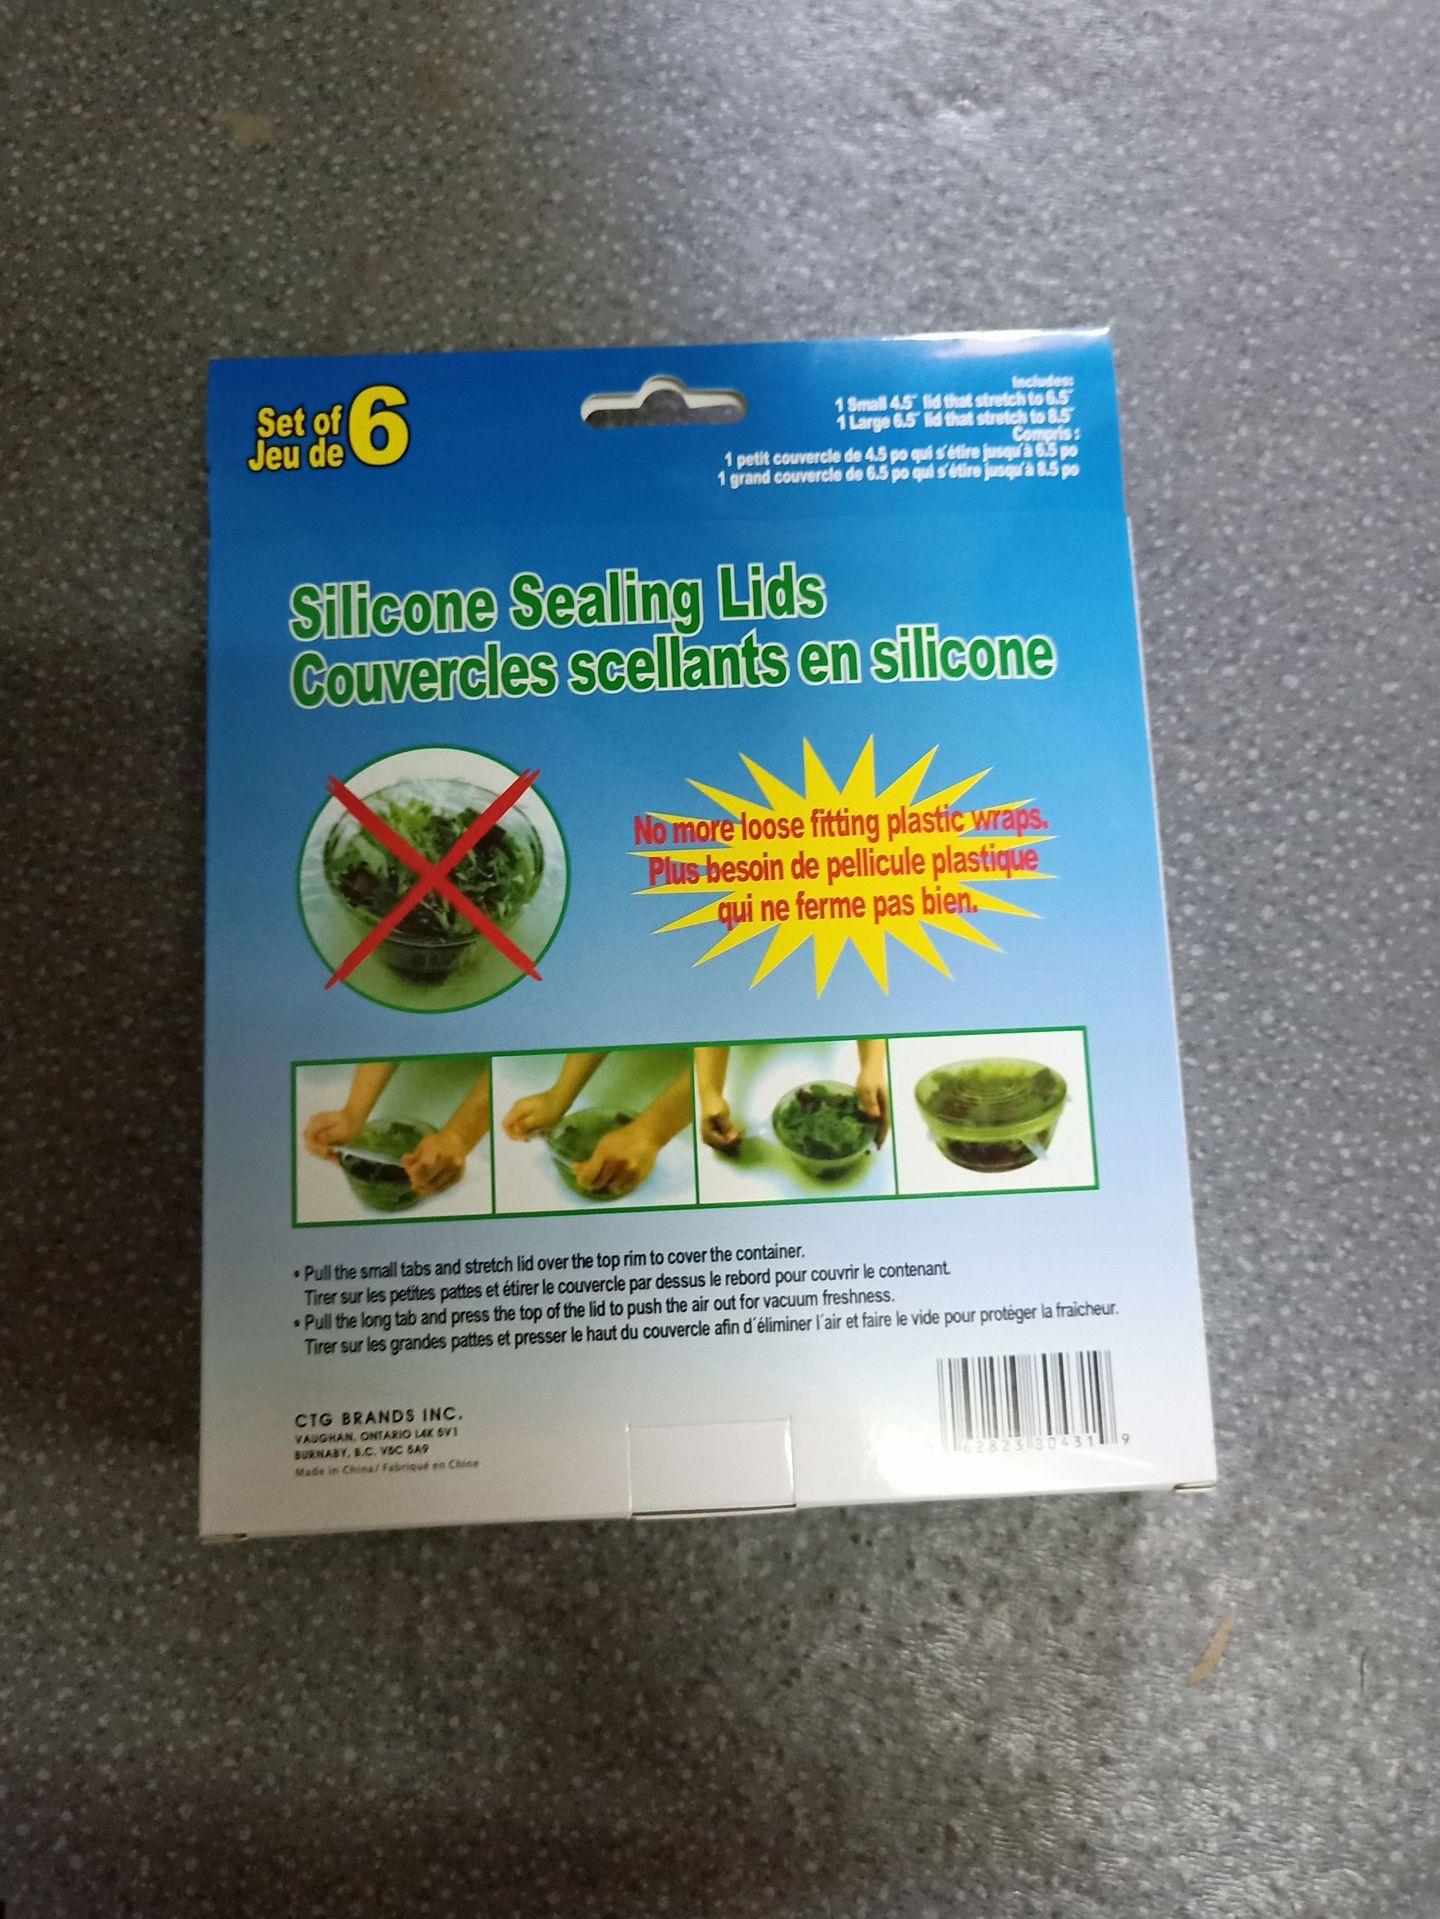 Set of
Jeu de 6
Includes:
1 Small 4.5" lid that stretch to 6.5"
1 Large 6.5" lid that stretch to 8.5"
Compris :
1 petit couvercle de 4.5 po qui s'étire jusqu'à 6.5 po
1 grand couvercle de 6.5 po qui s'étire jusqu'à 8.5 po
Silicone Sealing Lids
Couvercles scellants en silicone
No more loose fitting plastic wraps.
Plus besoin de pellicule plastique
qui ne ferme pas bien.
• Pull the small tabs and stretch lid over the top rim to cover the container.
Tirer sur les petites pattes et étirer le couvercle par dessus le rebord pour couvrir le contenant.
• Pull the long tab and press the top of the lid to push the air out for vacuum freshness.
Tirer sur les grandes pattes et presser le haut du couvercle afin d'éliminer l'air et faire le vide pour protéger la fraîcheur.
CTG BRANDS INC.
VAUGHAN, ONTARIO L4K 5V1
BURNABY, B.C. V5C 5A9
Made in China / Fabriqué en Chine
62823 80431 9